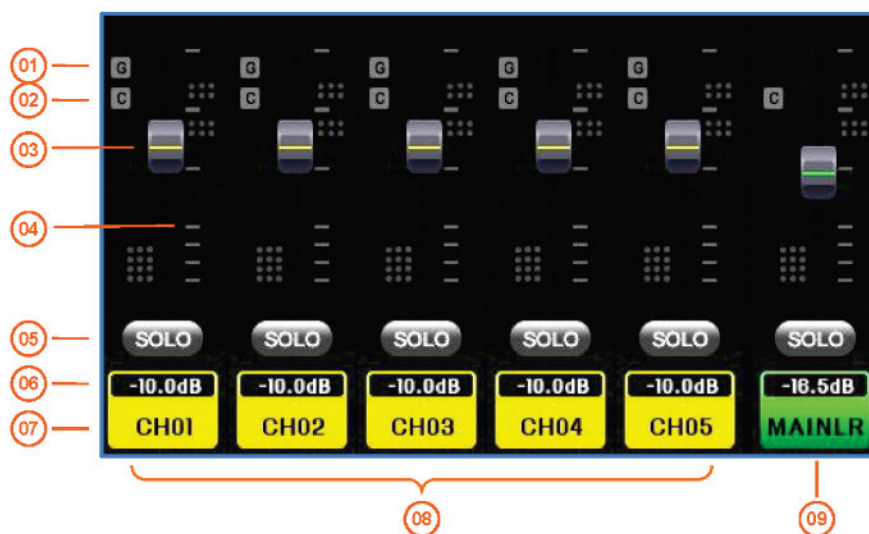 01 G G G G G
02 C C C C C C
03
04
05 SOLO SOLO SOLO SOLO SOLO SOLO
06 -10.0dB -10.0dB -10.0dB -10.0dB -10.0dB -16.5dB
07 CH01 CH02 CH03 CH04 CH05 MAINLR
08 09